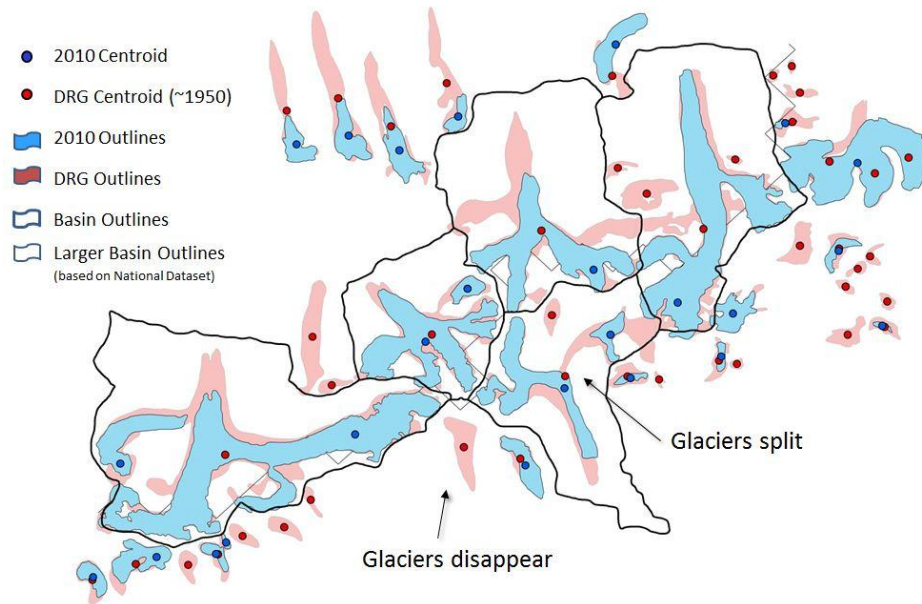 2010 Centroid
DRG Centroid (~1950)
2010 Outlines
DRG Outlines
Basin Outlines
Larger Basin Outlines
(based on National Dataset)
Glaciers split
Glaciers disappear